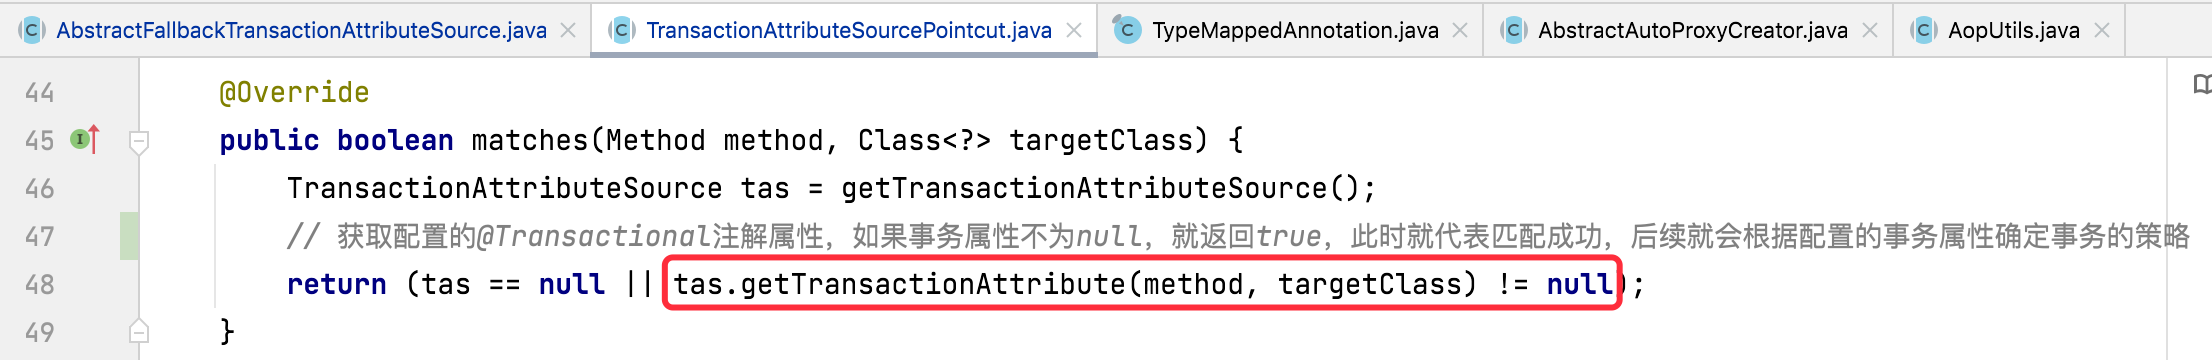 AbstractFallbackTransactionAttributeSource.java TransactionAttributeSourcePointcut.java TypeMappedAnnotation.java AbstractAutoProxyCreator.java AopUtils.java
44 @Override
45 public boolean matches(Method method, Class<?> targetClass) {
46 TransactionAttributeSource tas = getTransactionAttributeSource();
47 // 获取配置的@Transactional注解属性，如果事务属性不为null，就返回true，此时就代表匹配成功，后续就会根据配置的事务属性确定事务的策略
48 return (tas == null || tas.getTransactionAttribute(method, targetClass) != null);
49 }